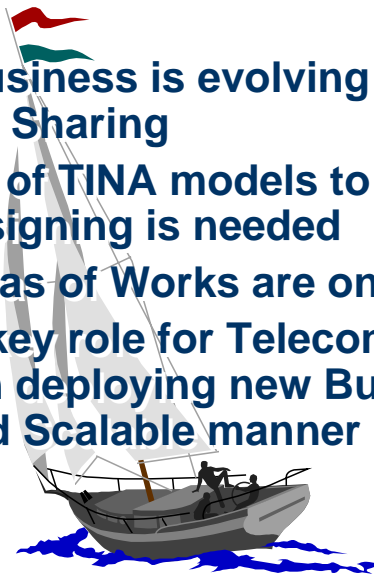 usiness is evolving
Sharing
of TINA models to
signing is needed
as of Works are on
key role for Telecon
deploying new Bu
d Scalable manner